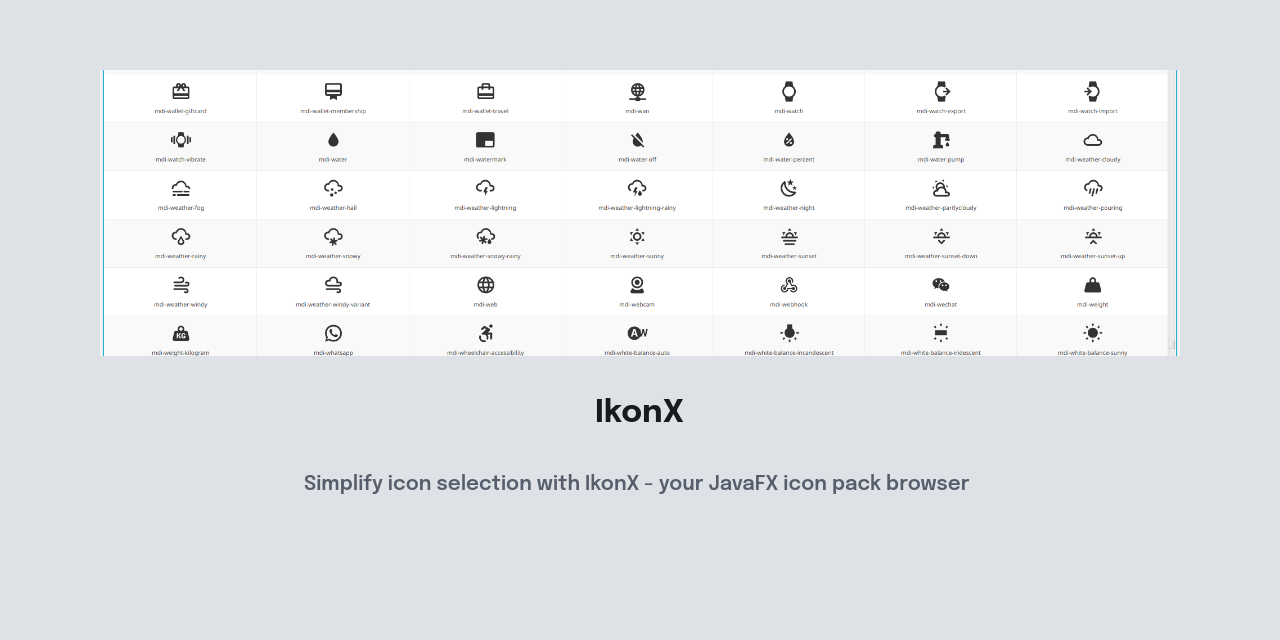 mdi-wallet-giftcard mdi-wallet-membership mdi-wallet-travel mdi-wan mdi-watch mdi-watch-export mdi-watch-import
mdi-watch-vibrate mdi-water mdi-watermark mdi-water-off mdi-water-percent mdi-water-pump mdi-weather-cloudy
mdi-weather-fog mdi-weather-hail mdi-weather-lightning mdi-weather-lightning-rainy mdi-weather-night mdi-weather-partlycloudy mdi-weather-pouring
mdi-weather-rainy mdi-weather-snowy mdi-weather-snowy-rainy mdi-weather-sunny mdi-weather-sunset mdi-weather-sunset-down mdi-weather-sunset-up
mdi-weather-windy mdi-weather-windy-variant mdi-web mdi-webcam mdi-webhook mdi-wechat mdi-weight
KG AW
mdi-weight-kilogram mdi-whatsapp mdi-wheelchair-accessibility mdi-white-balance-auto mdi-white-balance-incandescent mdi-white-balance-iridescent mdi-white-balance-sunny
IkonX
Simplify icon selection with IkonX - your JavaFX icon pack browser